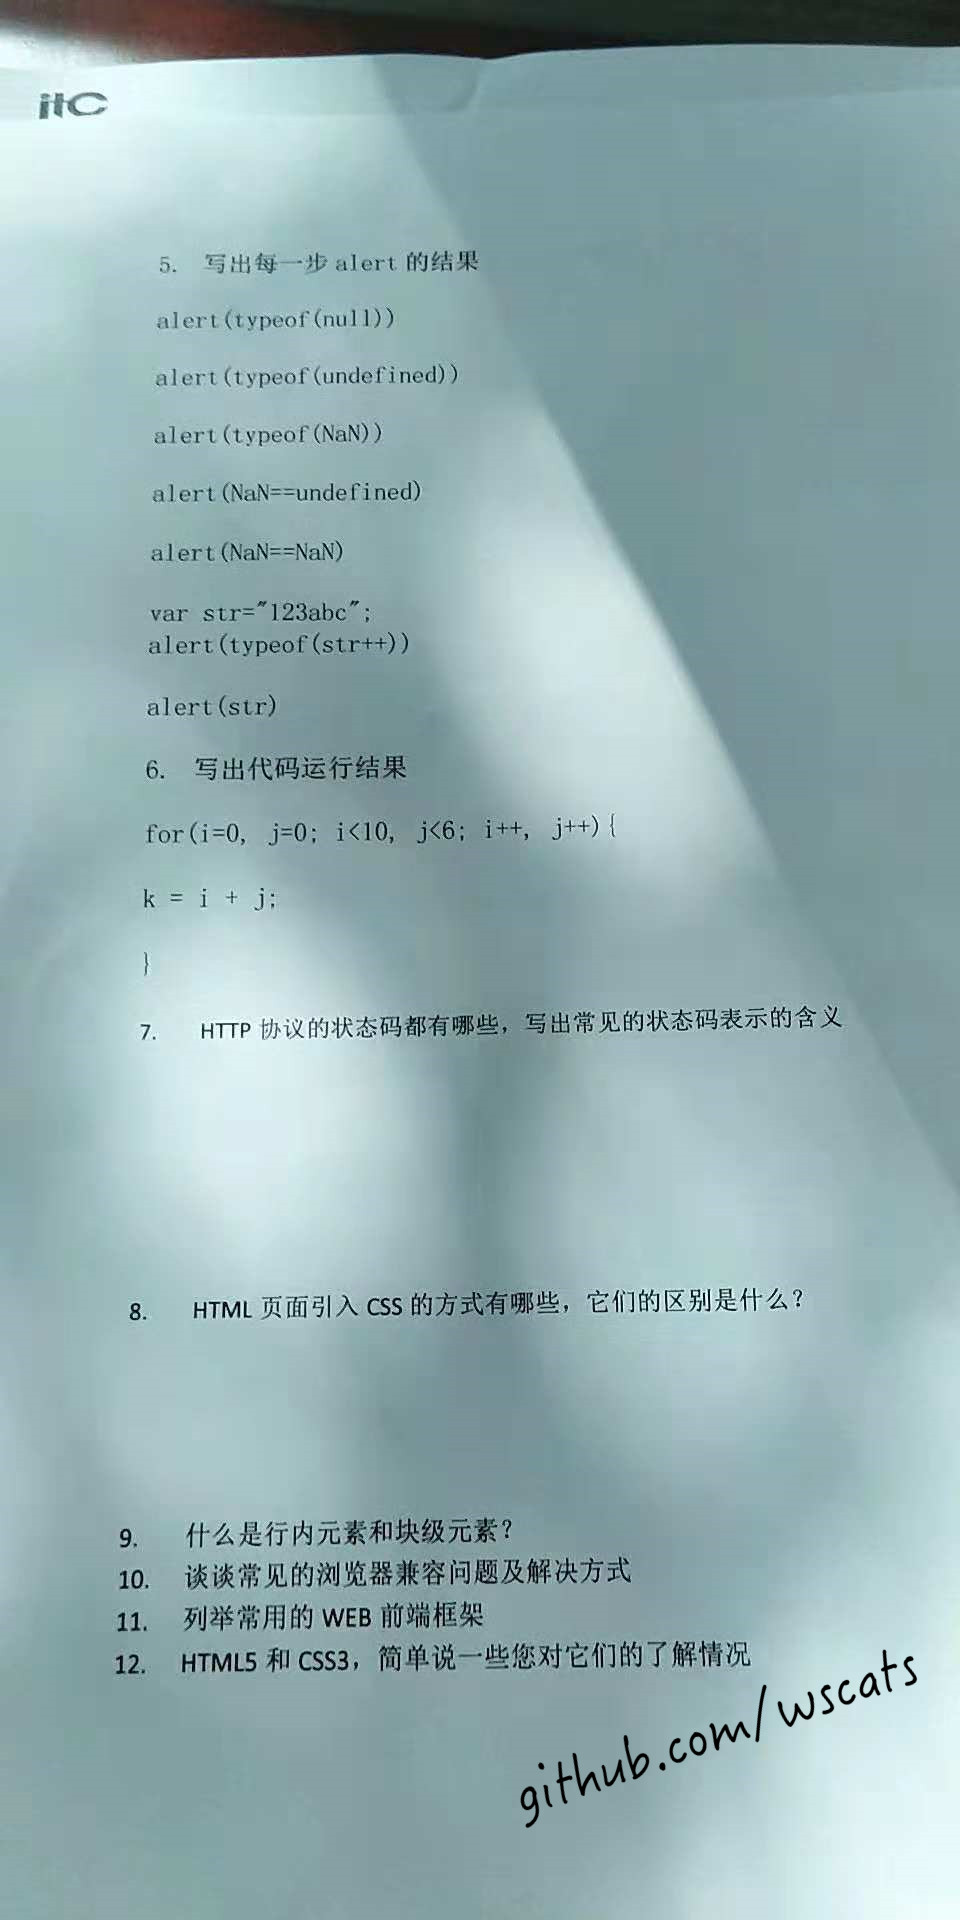 itC
5. 写出每一步 alert 的结果
alert(typeof(null))
alert(typeof(undefined))
alert(typeof(NaN))
alert(NaN==undefined)
alert(NaN==NaN)
var str="123abc";
alert(typeof(str++))
alert(str)
6. 写出代码运行结果
for(i=0, j=0; i<10, j<6; i++, j++){
k = i + j;
}
7. HTTP 协议的状态码都有哪些，写出常见的状态码表示的含义
8. HTML 页面引入 CSS 的方式有哪些，它们的区别是什么？
9. 什么是行内元素和块级元素？
10. 谈谈常见的浏览器兼容问题及解决方式
11. 列举常用的 WEB 前端框架
12. HTML5 和 CSS3，简单说一些您对它们的了解情况
github.com/wscats